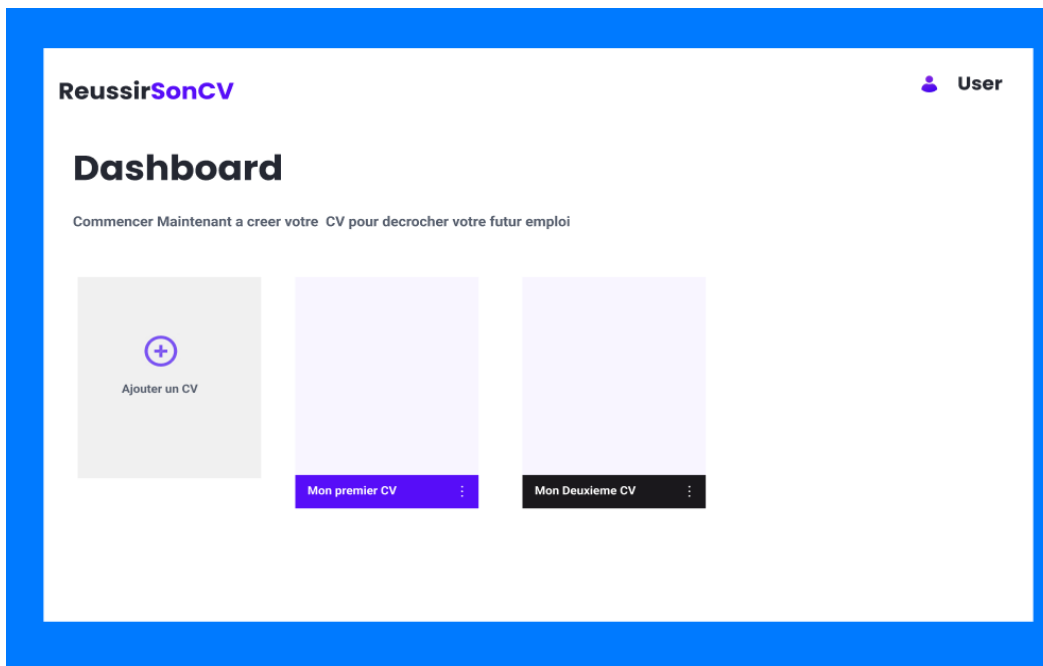 ReussirSonCV
User
Dashboard
Commencer Maintenant a creer votre CV pour decrocher votre futur emploi
Ajouter un CV
Mon premier CV
Mon Deuxieme CV